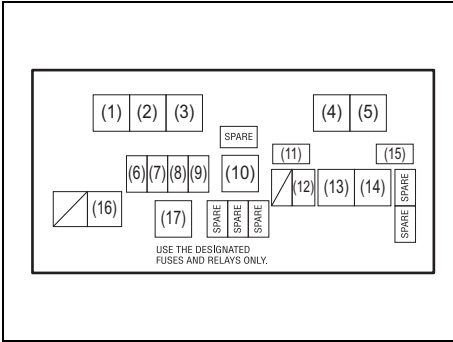 (1) (2) (3) (4) (5)
SPARE
(11) (15)
(6) (7) (8) (9) (10) (12) (13) (14) SPARE
(16) (17) SPARE SPARE SPARE SPARE
USE THE DESIGNATED
FUSES AND RELAYS ONLY.